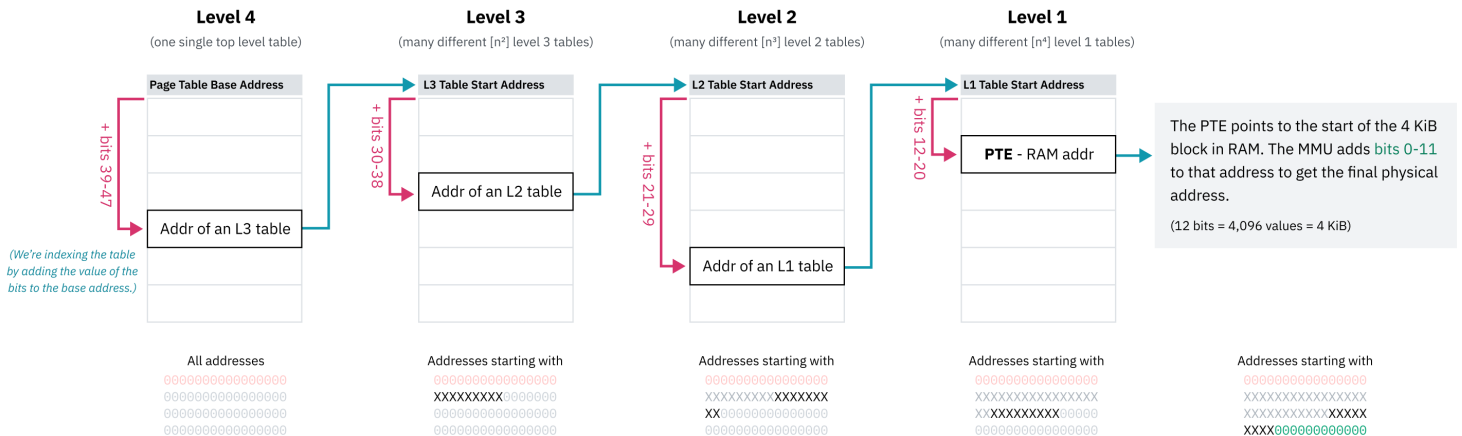 Level 4
(one single top level table)
Page Table Base Address
+ bits 39-47
Addr of an L3 table
(We're indexing the table
by adding the value of the
bits to the base address.)
All addresses
0000000000000000
0000000000000000
0000000000000000
0000000000000000
Level 3
(many different [n²] level 3 tables)
L3 Table Start Address
+ bits 30-38
Addr of an L2 table
Addresses starting with
0000000000000000
XXXXXXXXX0000000
0000000000000000
0000000000000000
Level 2
(many different [n³] level 2 tables)
L2 Table Start Address
+ bits 21-29
Addr of an L1 table
Addresses starting with
0000000000000000
XXXXXXXXXXXXXXXX
XX00000000000000
0000000000000000
Level 1
(many different [n⁴] level 1 tables)
L1 Table Start Address
+ bits 12-20
PTE - RAM addr
Addresses starting with
0000000000000000
XXXXXXXXXXXXXXXX
XXXXXXXXXXX00000
0000000000000000
The PTE points to the start of the 4 KiB
block in RAM. The MMU adds bits 0-11
to that address to get the final physical
address.
(12 bits = 4,096 values = 4 KiB)
Addresses starting with
0000000000000000
XXXXXXXXXXXXXXXX
XXXXXXXXXXXXXXXX
XXXX000000000000